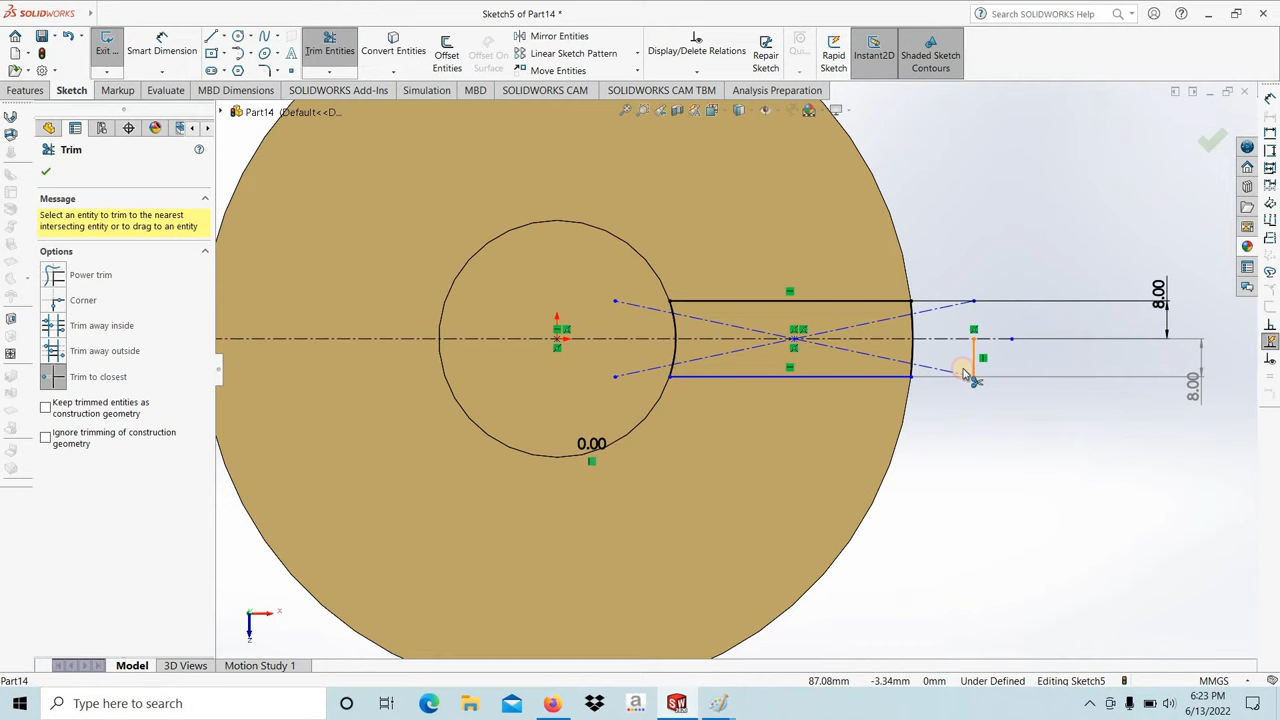 SOLIDWORKS
Sketch5 of Part14 *
Search SOLIDWORKS Help
Exit ...
Smart Dimension
Trim Entities
Convert Entities
Offset Entities
Offset On Surface
Mirror Entities
Linear Sketch Pattern
Move Entities
Display/Delete Relations
Repair Sketch
Qui...
Rapid Sketch
Instant2D
Shaded Sketch Contours
Features
Sketch
Markup
Evaluate
MBD Dimensions
SOLIDWORKS Add-Ins
Simulation
MBD
SOLIDWORKS CAM
SOLIDWORKS CAM TBM
Analysis Preparation
Part14 (Default<<D...
Trim
Message
Select an entity to trim to the nearest
intersecting entity or to drag to an entity
Options
Power trim
Corner
Trim away inside
Trim away outside
Trim to closest
Keep trimmed entities as
construction geometry
Ignore trimming of construction
geometry
8.00
8.00
0.00
X
Z
Model
3D Views
Motion Study 1
Part14
87.08mm
-3.34mm
0mm
Under Defined
Editing Sketch5
MMGS
Type here to search
6:23 PM
6/13/2022